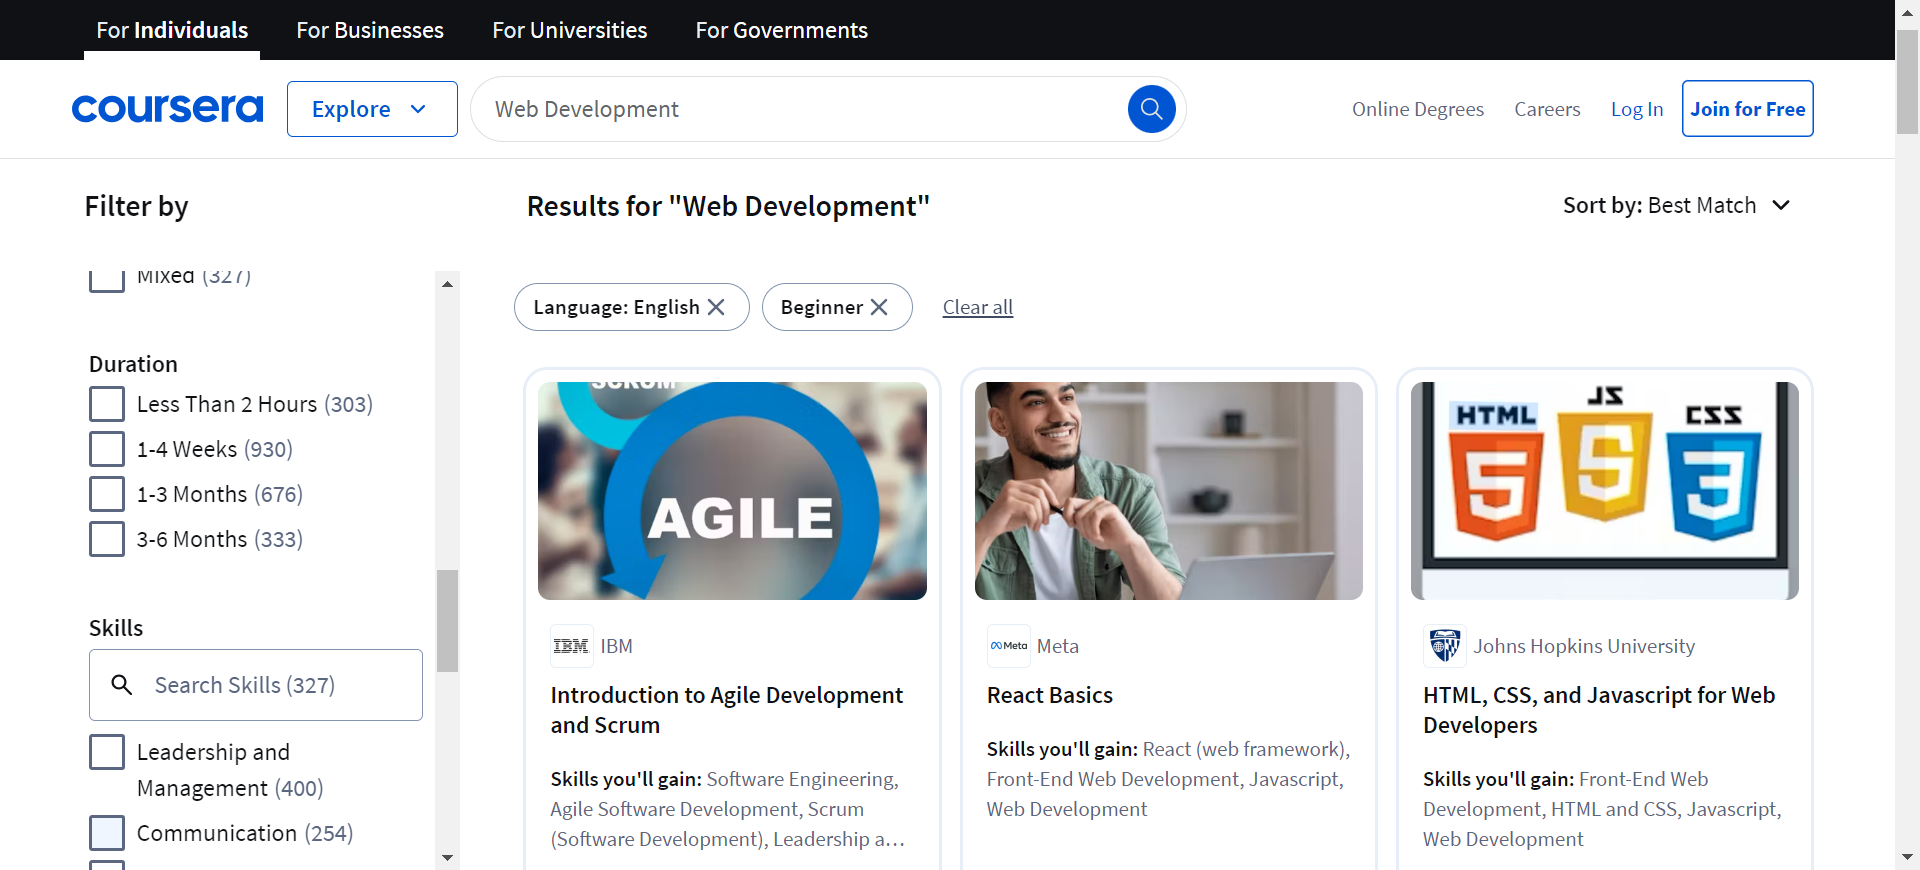 For Individuals
For Businesses
For Universities
For Governments
coursera
Explore
Web Development
Online Degrees
Careers
Log In
Join for Free
Filter by
Mixed (327)
Duration
Less Than 2 Hours (303)
1-4 Weeks (930)
1-3 Months (676)
3-6 Months (333)
Skills
Search Skills (327)
Leadership and
Management (400)
Communication (254)
Results for "Web Development"
Sort by: Best Match
Language: English
Beginner
Clear all
SCRUM
AGILE
IBM
IBM
Introduction to Agile Development
and Scrum
Skills you'll gain: Software Engineering,
Agile Software Development, Scrum
(Software Development), Leadership a…
Meta
Meta
React Basics
Skills you'll gain: React (web framework),
Front-End Web Development, Javascript,
Web Development
HTML
JS
CSS
5
5
3
Johns Hopkins University
HTML, CSS, and Javascript for Web
Developers
Skills you'll gain: Front-End Web
Development, HTML and CSS, Javascript,
Web Development